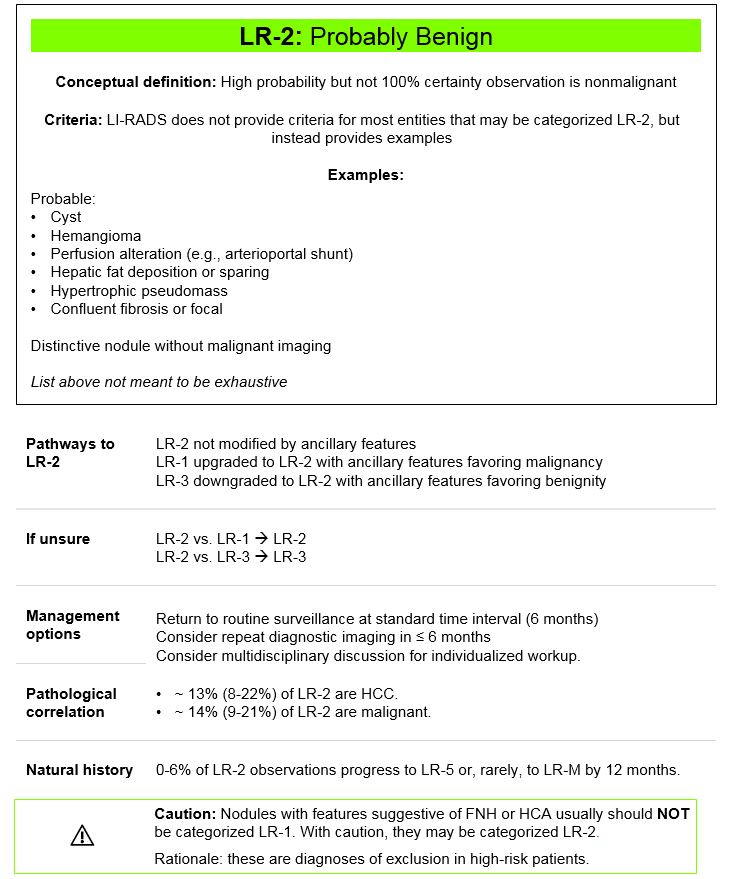 LR-2: Probably Benign
Conceptual definition: High probability but not 100% certainty observation is nonmalignant
Criteria: LI-RADS does not provide criteria for most entities that may be categorized LR-2, but
instead provides examples
Examples:
Probable:
• Cyst
• Hemangioma
• Perfusion alteration (e.g., arterioportal shunt)
• Hepatic fat deposition or sparing
• Hypertrophic pseudomass
• Confluent fibrosis or focal
Distinctive nodule without malignant imaging
List above not meant to be exhaustive
Pathways to
LR-2
LR-2 not modified by ancillary features
LR-1 upgraded to LR-2 with ancillary features favoring malignancy
LR-3 downgraded to LR-2 with ancillary features favoring benignity
If unsure
LR-2 vs. LR-1 → LR-2
LR-2 vs. LR-3 → LR-3
Management
options
Return to routine surveillance at standard time interval (6 months)
Consider repeat diagnostic imaging in ≤ 6 months
Consider multidisciplinary discussion for individualized workup.
Pathological
correlation
• ~ 13% (8-22%) of LR-2 are HCC.
• ~ 14% (9-21%) of LR-2 are malignant.
Natural history
0-6% of LR-2 observations progress to LR-5 or, rarely, to LR-M by 12 months.
Caution: Nodules with features suggestive of FNH or HCA usually should NOT
be categorized LR-1. With caution, they may be categorized LR-2.
Rationale: these are diagnoses of exclusion in high-risk patients.